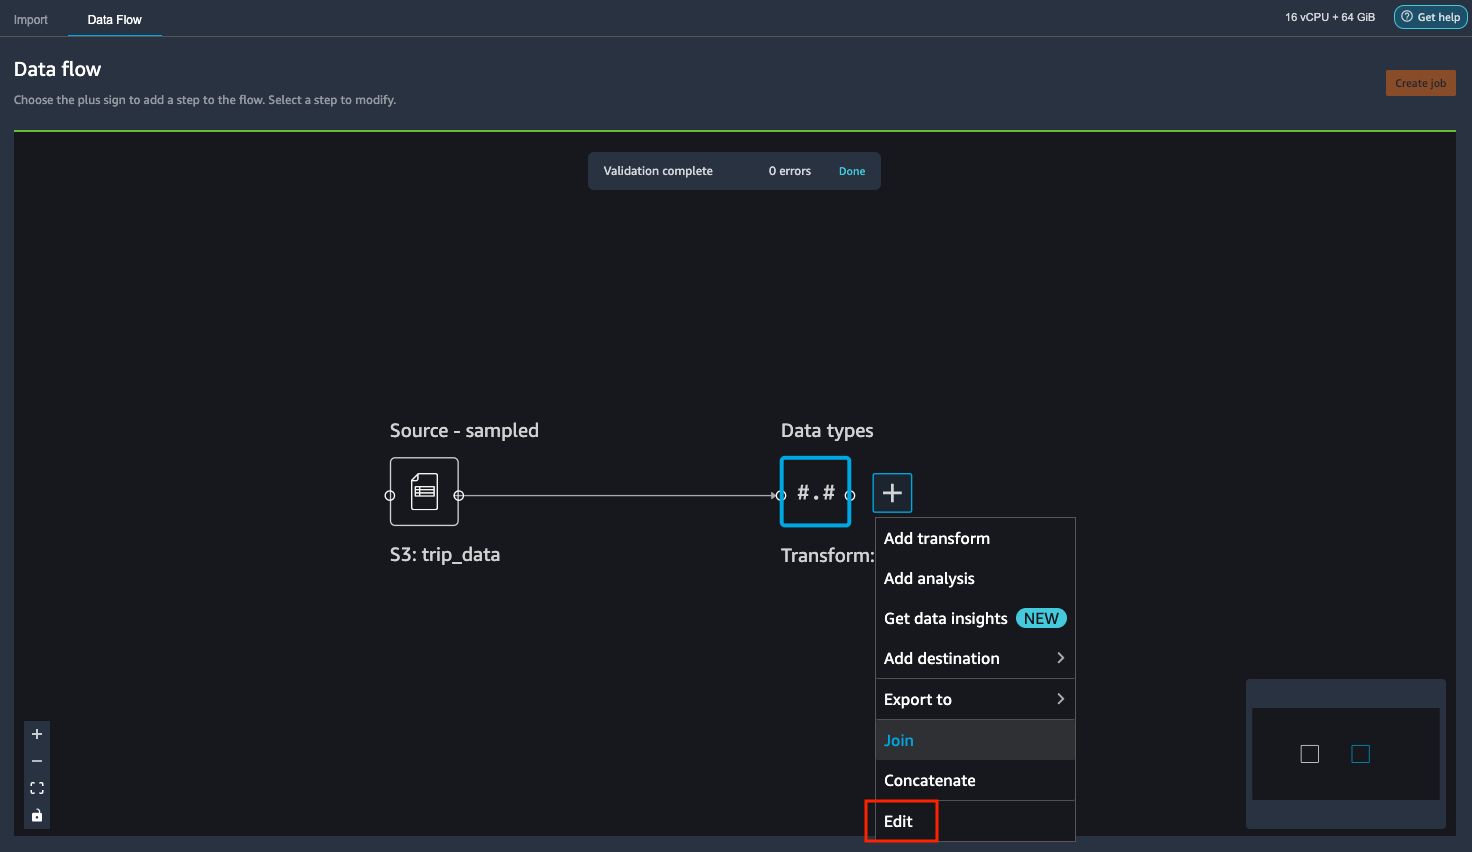 Import
Data Flow
16 vCPU + 64 GiB
Get help
Data flow
Choose the plus sign to add a step to the flow. Select a step to modify.
Create job
Validation complete 0 errors Done
Source - sampled
Data types
#.#
S3: trip_data
Transform:
Add transform
Add analysis
Get data insights NEW
Add destination
Export to
Join
Concatenate
Edit